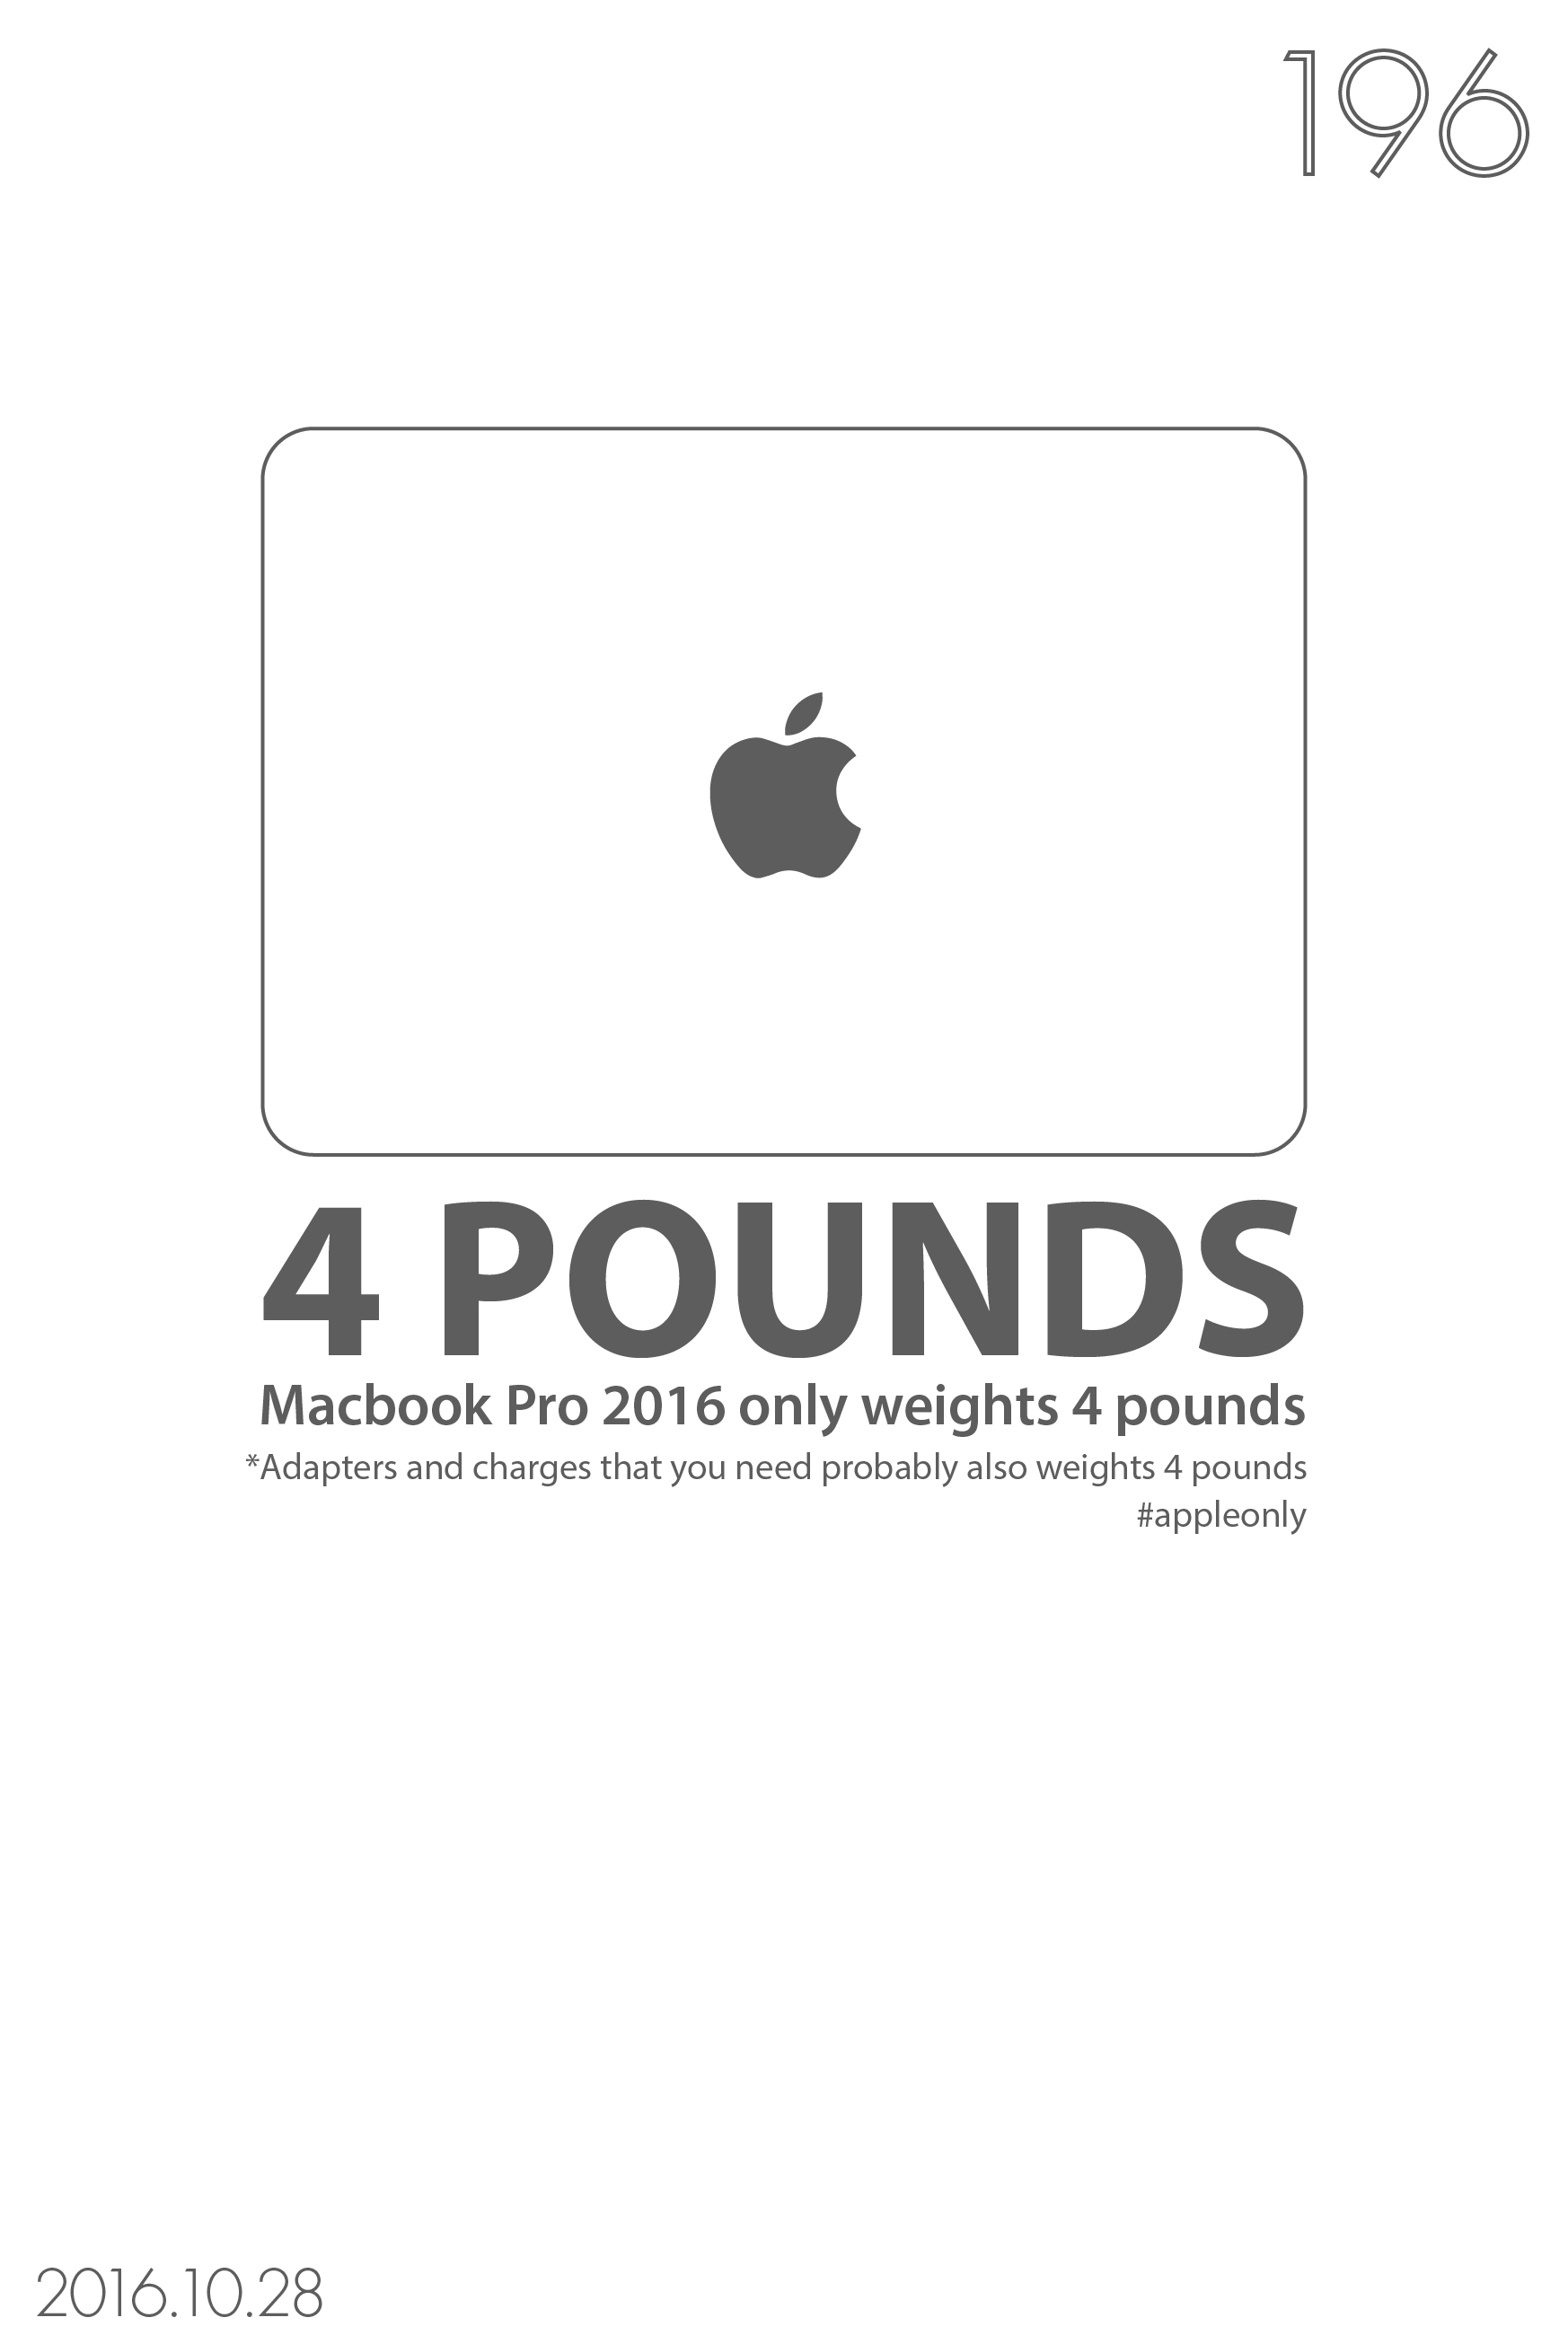 196
4 POUNDS
Macbook Pro 2016 only weights 4 pounds
*Adapters and charges that you need probably also weights 4 pounds
#appleonly
2016.10.28